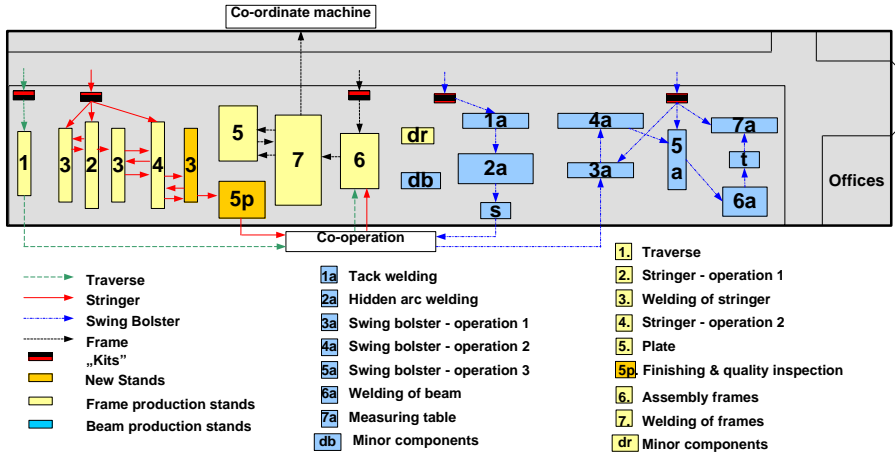 Co-ordinate machine
1
3
2
3
4
3
5p
5
7
6
dr
db
1a
2a
s
4a
3a
5
a
7a
t
6a
Offices
Co-operation
Traverse
Stringer
Swing Bolster
Frame
„Kits"
New Stands
Frame production stands
Beam production stands
1a Tack welding
2a Hidden arc welding
3a Swing bolster - operation 1
4a Swing bolster - operation 2
5a Swing bolster - operation 3
6a Welding of beam
7a Measuring table
db Minor components
1. Traverse
2. Stringer - operation 1
3. Welding of stringer
4. Stringer - operation 2
5. Plate
5p. Finishing & quality inspection
6. Assembly frames
7. Welding of frames
dr Minor components